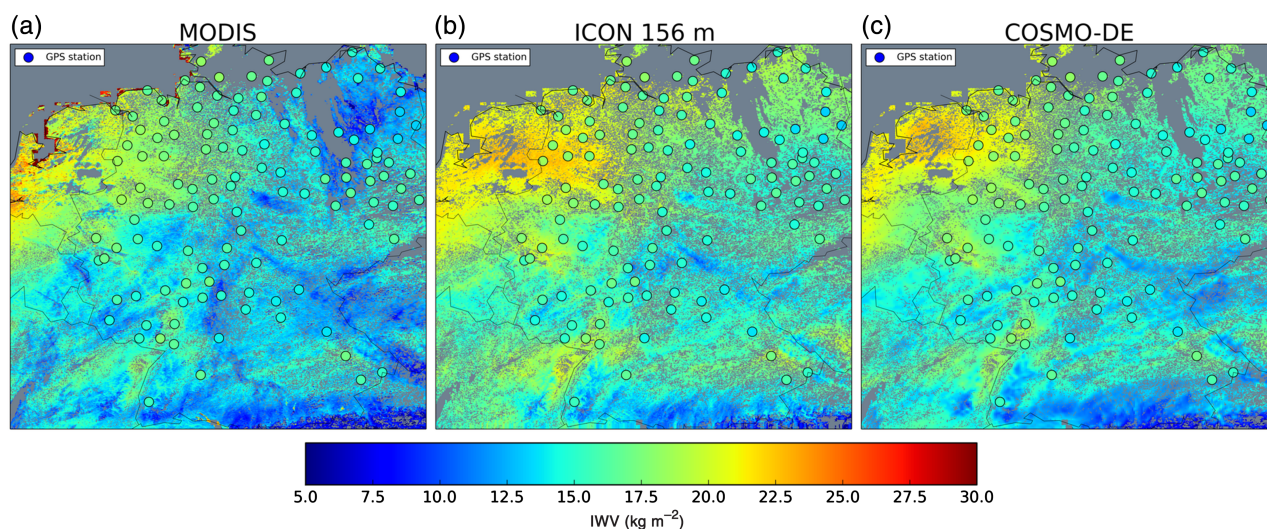 (a) MODIS
GPS station
(b) ICON 156 m
GPS station
(c) COSMO-DE
GPS station
5.0 7.5 10.0 12.5 15.0 17.5 20.0 22.5 25.0 27.5 30.0
IWV (kg m⁻²)